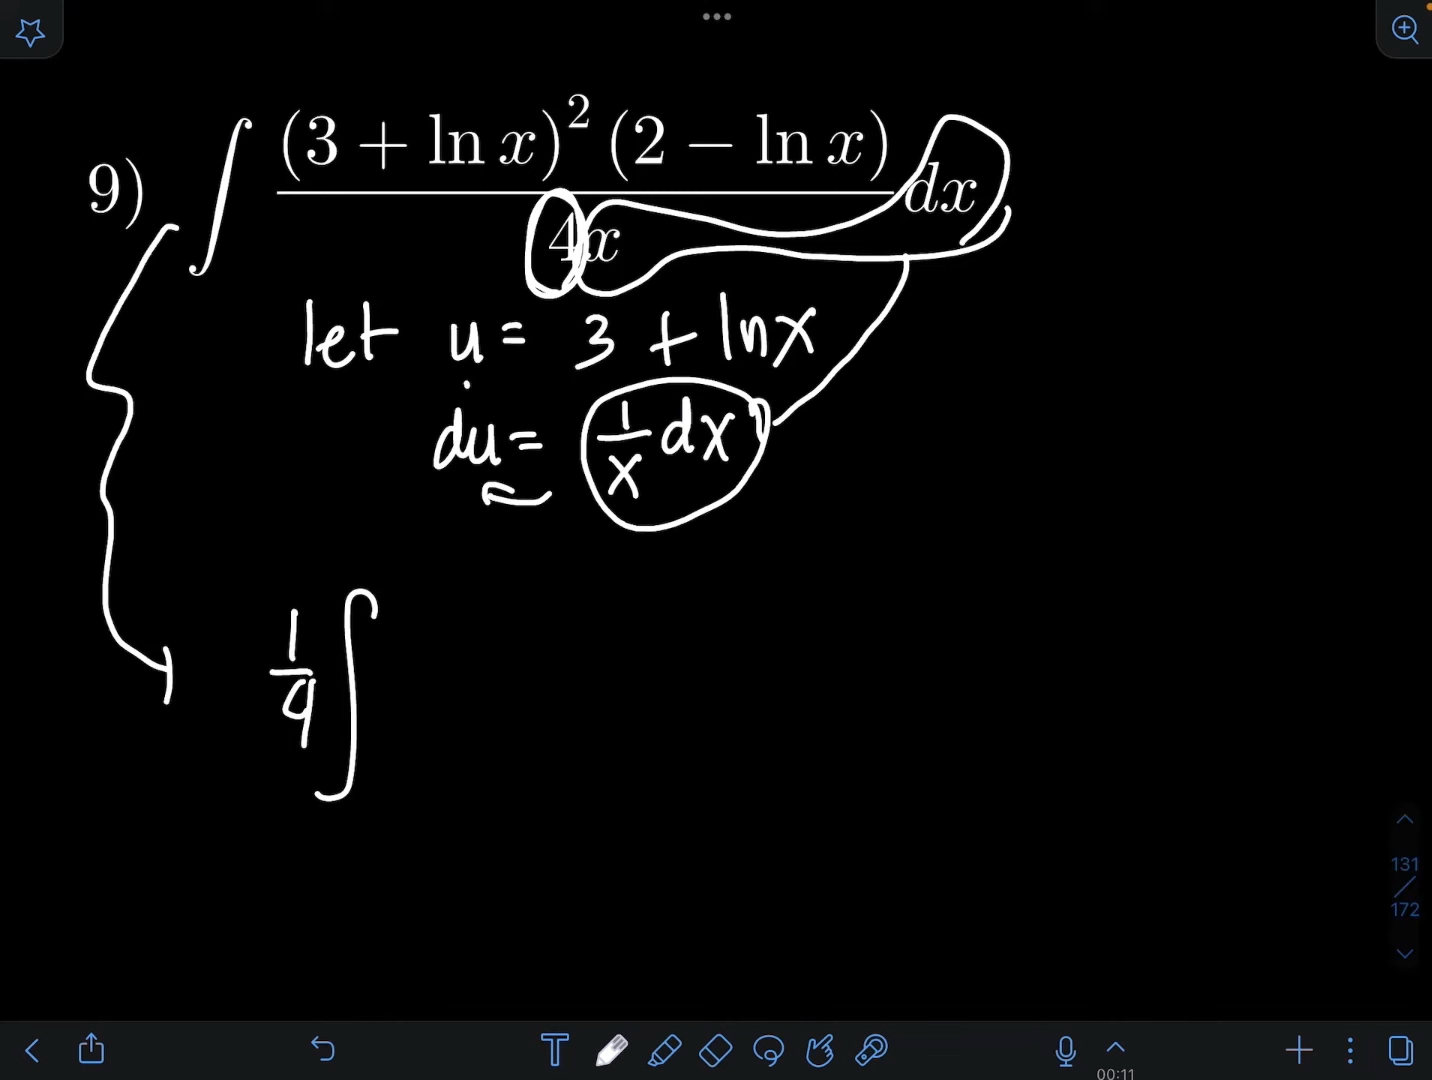 9) ∫ (3 + ln x)² (2 − ln x) / 4x dx
let u = 3 + ln x
du = 1/x dx
1/4 ∫
131
/
172
T
00:11